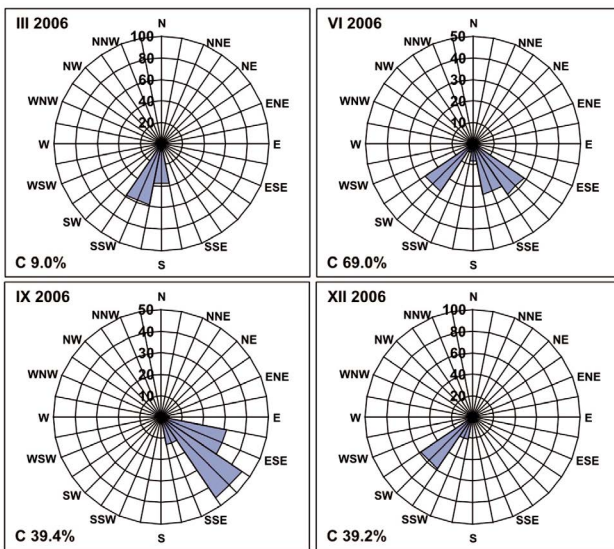 III 2006
N
NNW
100
NNE
NW
80
NE
60
WNW
40
ENE
20
W
E
WSW
ESE
SW
SSW
SSE
S
C 9.0%
VI 2006
N
NNW
50
NNE
NW
40
NE
30
WNW
20
ENE
10
W
E
WSW
ESE
SW
SSW
SSE
S
C 69.0%
IX 2006
N
NNW
50
NNE
NW
40
NE
30
WNW
20
ENE
10
W
E
WSW
ESE
SW
SSW
SSE
S
C 39.4%
XII 2006
N
NNW
100
NNE
NW
80
NE
60
WNW
40
ENE
20
W
E
WSW
ESE
SW
SSW
SSE
S
C 39.2%